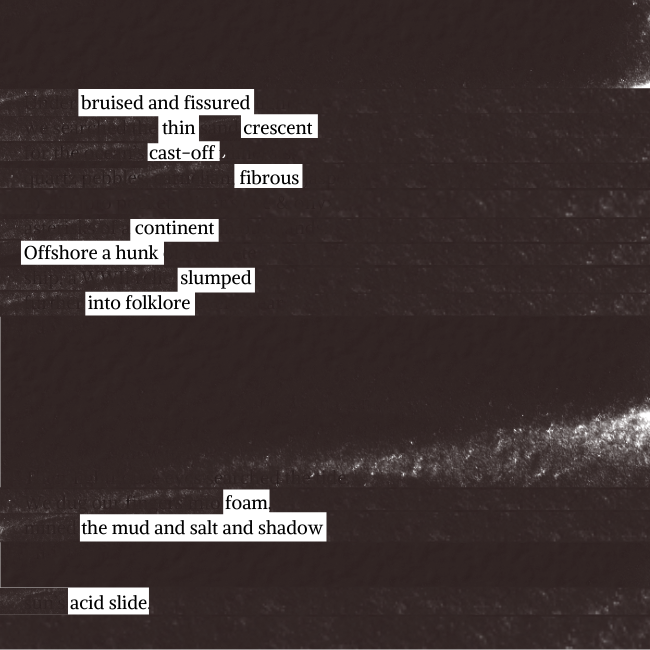 bruised and fissured
thin crescent
cast-off,
fibrous
continent
Offshore a hunk
slumped
into folklore
foam,
the mud and salt and shadow
acid slide.